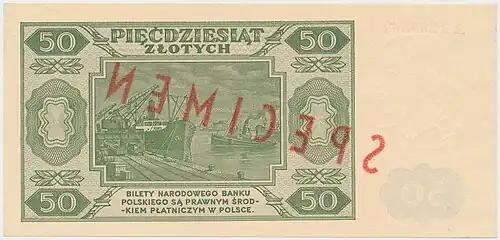 50 PIĘĆDZIESIĄT 50
ZŁOTYCH
SPECIMEN
BILETY NARODOWEGO BANKU
POLSKIEGO SĄ PRAWNYM ŚROD-
-KIEM PŁATNICZYM W POLSCE.
50 50